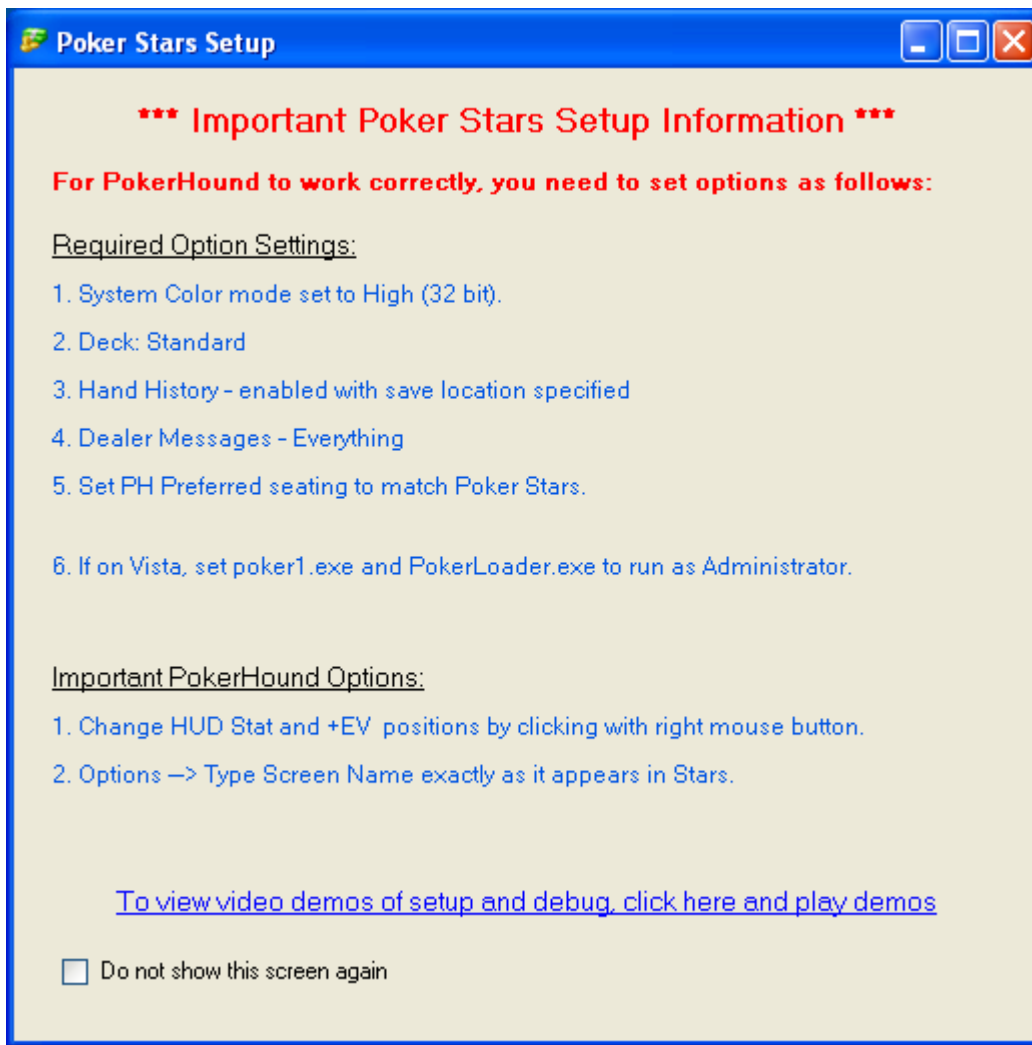 Poker Stars Setup
*** Important Poker Stars Setup Information ***
For PokerHound to work correctly, you need to set options as follows:
Required Option Settings:
1. System Color mode set to High (32 bit).
2. Deck: Standard
3. Hand History - enabled with save location specified
4. Dealer Messages - Everything
5. Set PH Preferred seating to match Poker Stars.
6. If on Vista, set poker1.exe and PokerLoader.exe to run as Administrator.
Important PokerHound Options:
1. Change HUD Stat and +EV  positions by clicking with right mouse button.
2. Options —> Type Screen Name exactly as it appears in Stars.
To view video demos of setup and debug, click here and play demos
Do not show this screen again